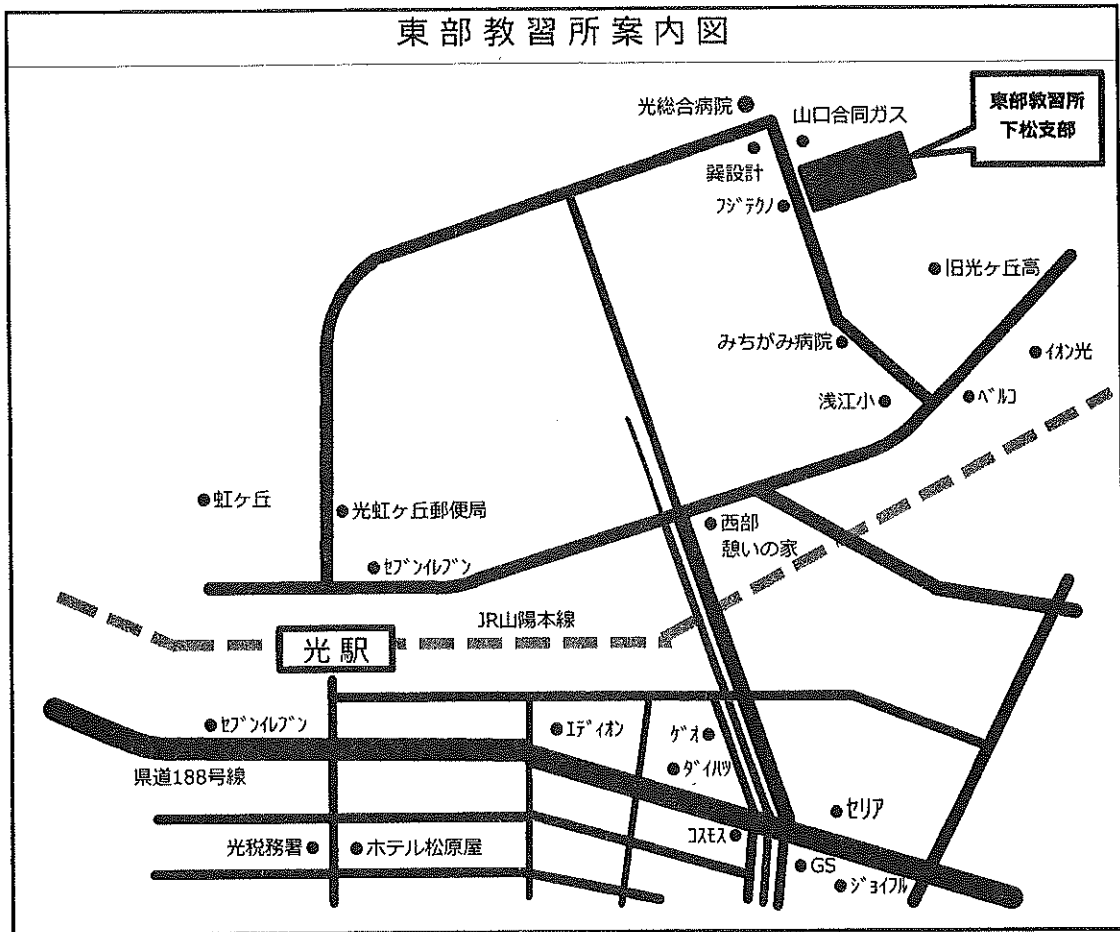 東部教習所案内図
光総合病院
山口合同ガス
東部教習所
下松支部
巽設計
フジテクノ
旧光ケ丘高
みちがみ病院
イオン光
浅江小
ベルコ
虹ケ丘
光虹ケ丘郵便局
西部
憩いの家
セブンイレブン
JR山陽本線
光駅
セブンイレブン
エディオン
ゲオ
ダイハツ
県道188号線
セリア
コスモス
光税務署
ホテル松原屋
GS
ジョイフル